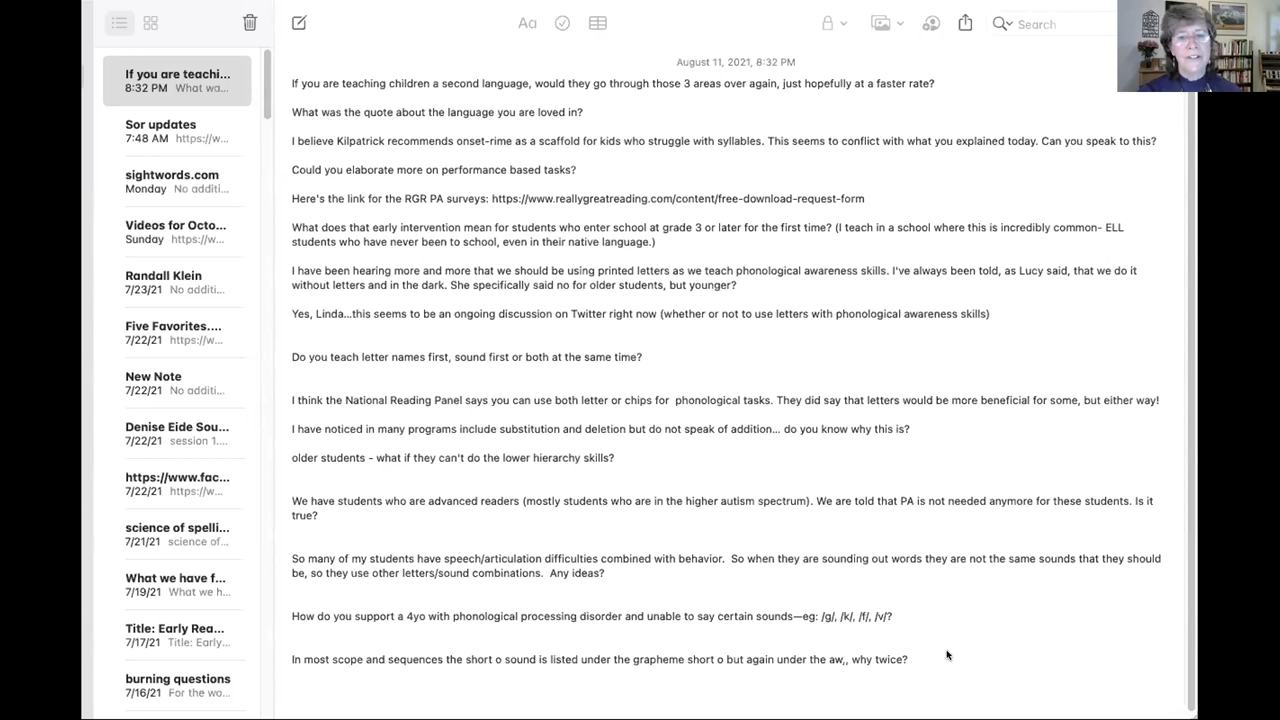 Aa
Search
If you are teachi...
8:32 PM What wa...
Sor updates
7:48 AM https://w...
sightwords.com
Monday No additi...
Videos for Octo...
Sunday https://w...
Randall Klein
7/23/21 No additi...
Five Favorites....
7/22/21 https://w...
New Note
7/22/21 No additi...
Denise Eide Sou...
7/22/21 session 1....
https://www.fac...
7/22/21 https://w...
science of spelli...
7/21/21 science of...
What we have f...
7/19/21 What we h...
Title: Early Rea...
7/17/21 Title: Early...
burning questions
7/16/21 For the wo...
August 11, 2021, 8:32 PM
If you are teaching children a second language, would they go through those 3 areas over again, just hopefully at a faster rate?
What was the quote about the language you are loved in?
I believe Kilpatrick recommends onset-rime as a scaffold for kids who struggle with syllables. This seems to conflict with what you explained today. Can you speak to this?
Could you elaborate more on performance based tasks?
Here's the link for the RGR PA surveys: https://www.reallygreatreading.com/content/free-download-request-form
What does that early intervention mean for students who enter school at grade 3 or later for the first time? (I teach in a school where this is incredibly common- ELL
students who have never been to school, even in their native language.)
I have been hearing more and more that we should be using printed letters as we teach phonological awareness skills. I've always been told, as Lucy said, that we do it
without letters and in the dark. She specifically said no for older students, but younger?
Yes, Linda...this seems to be an ongoing discussion on Twitter right now (whether or not to use letters with phonological awareness skills)
Do you teach letter names first, sound first or both at the same time?
I think the National Reading Panel says you can use both letter or chips for  phonological tasks. They did say that letters would be more beneficial for some, but either way!
I have noticed in many programs include substitution and deletion but do not speak of addition... do you know why this is?
older students - what if they can't do the lower hierarchy skills?
We have students who are advanced readers (mostly students who are in the higher autism spectrum). We are told that PA is not needed anymore for these students. Is it
true?
So many of my students have speech/articulation difficulties combined with behavior.  So when they are sounding out words they are not the same sounds that they should
be, so they use other letters/sound combinations.  Any ideas?
How do you support a 4yo with phonological processing disorder and unable to say certain sounds—eg: /g/, /k/, /f/, /v/?
In most scope and sequences the short o sound is listed under the grapheme short o but again under the aw,, why twice?